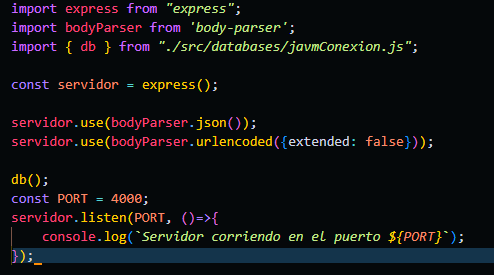 import express from "express";
import bodyParser from 'body-parser';
import { db } from "./src/databases/javmConexion.js";
const servidor = express();
servidor.use(bodyParser.json());
servidor.use(bodyParser.urlencoded({extended: false}));
db();
const PORT = 4000;
servidor.listen(PORT, ()=>{
    console.log(`Servidor corriendo en el puerto ${PORT}`);
});